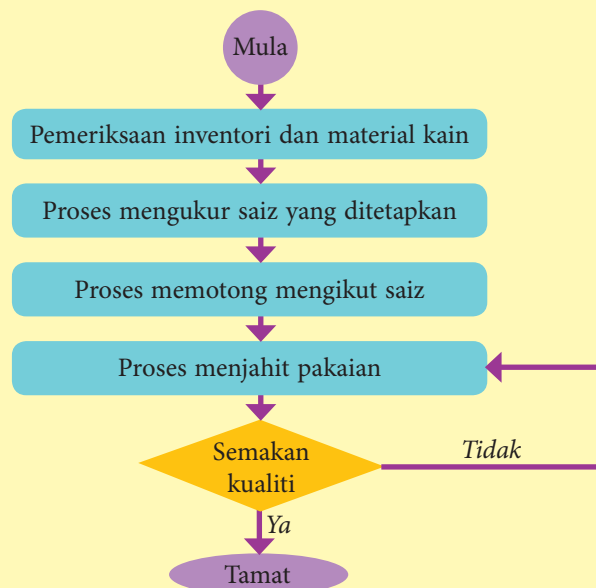 Mula
Pemeriksaan inventori dan material kain
Proses mengukur saiz yang ditetapkan
Proses memotong mengikut saiz
Proses menjahit pakaian
Semakan
kualiti
Tidak
Ya
Tamat